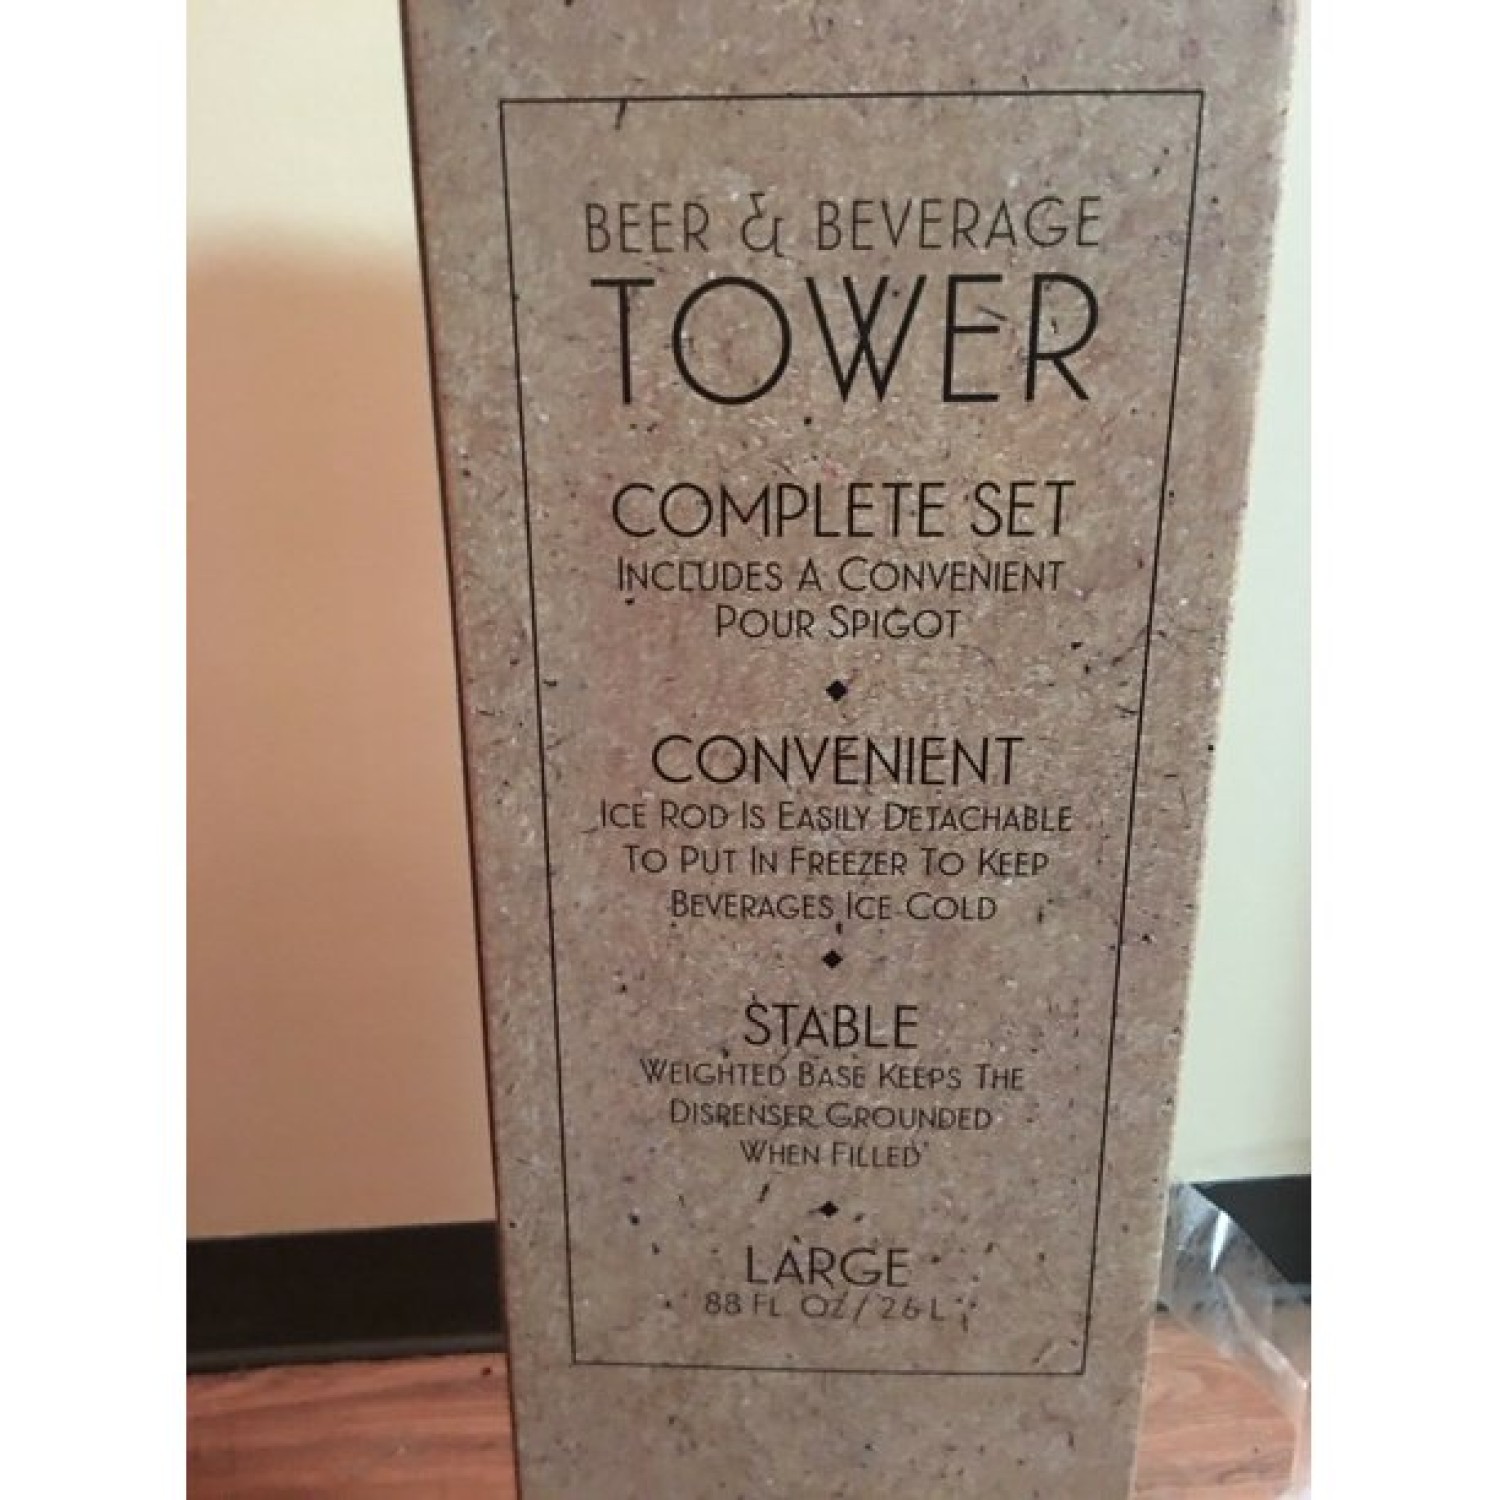 BEER & BEVERAGE
TOWER
COMPLETE SET
INCLUDES A CONVENIENT
POUR SPIGOT
CONVENIENT
ICE ROD IS EASILY DETACHABLE
TO PUT IN FREEZER TO KEEP
BEVERAGES ICE COLD
STABLE
WEIGHTED BASE KEEPS THE
DISPENSER GROUNDED
WHEN FILLED
LARGE
88 FL OZ / 2.6 L